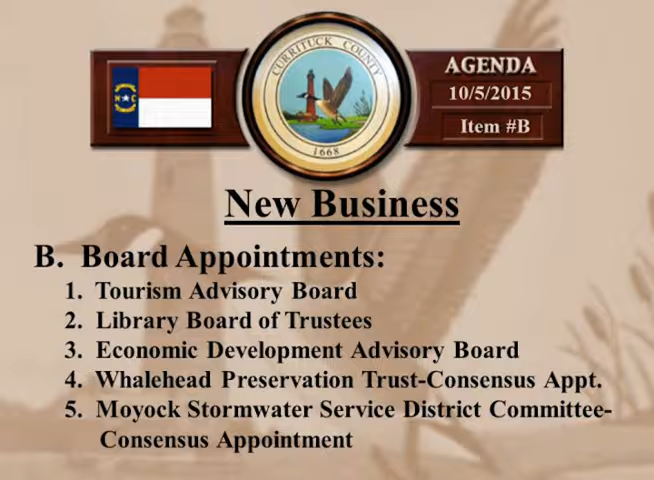 CURRITUCK COUNTY
1668
N C
AGENDA
10/5/2015
Item #B
New Business
B. Board Appointments:
1. Tourism Advisory Board
2. Library Board of Trustees
3. Economic Development Advisory Board
4. Whalehead Preservation Trust-Consensus Appt.
5. Moyock Stormwater Service District Committee-
Consensus Appointment